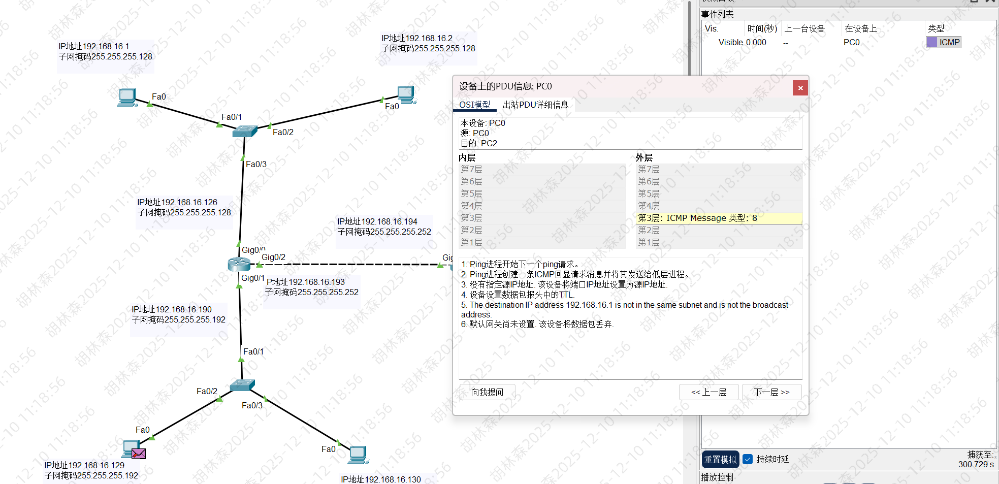 事件列表
Vis.
时间(秒)
上一台设备
在设备上
类型
Visible
0.000
--
PC0
ICMP
IP地址192.168.16.1
子网掩码255.255.255.128
IP地址192.168.16.2
子网掩码255.255.255.128
Fa0
Fa0/1
Fa0/2
Fa0
Fa0/3
IP地址192.168.16.126
子网掩码255.255.255.128
IP地址192.168.16.194
子网掩码255.255.255.252
Gig0/0
Gig0/2
Gig0/1
IP地址192.168.16.193
子网掩码255.255.255.252
IP地址192.168.16.190
子网掩码255.255.255.192
Fa0/1
Fa0/2
Fa0/3
Fa0
Fa0
IP地址192.168.16.129
子网掩码255.255.255.192
IP地址192.168.16.130
设备上的PDU信息: PC0
OSI模型
出站PDU详细信息
本设备: PC0
源: PC0
目的: PC2
内层
第7层
第6层
第5层
第4层
第3层
第2层
第1层
外层
第7层
第6层
第5层
第4层
第3层: ICMP Message 类型: 8
第2层
第1层
1. Ping进程开始下一个ping请求。
2. Ping进程创建一条ICMP回显请求消息并将其发送给低层进程。
3. 没有指定源IP地址. 该设备将端口IP地址设置为源IP地址.
4. 设备设置数据包报头中的TTL.
5. The destination IP address 192.168.16.1 is not in the same subnet and is not the broadcast
address.
6. 默认网关尚未设置. 该设备将数据包丢弃.
向我提问
<< 上一层
下一层 >>
重置模拟
持续时延
捕获至:
300.729 s
播放控制
胡林森2025-12-10 11:18:56